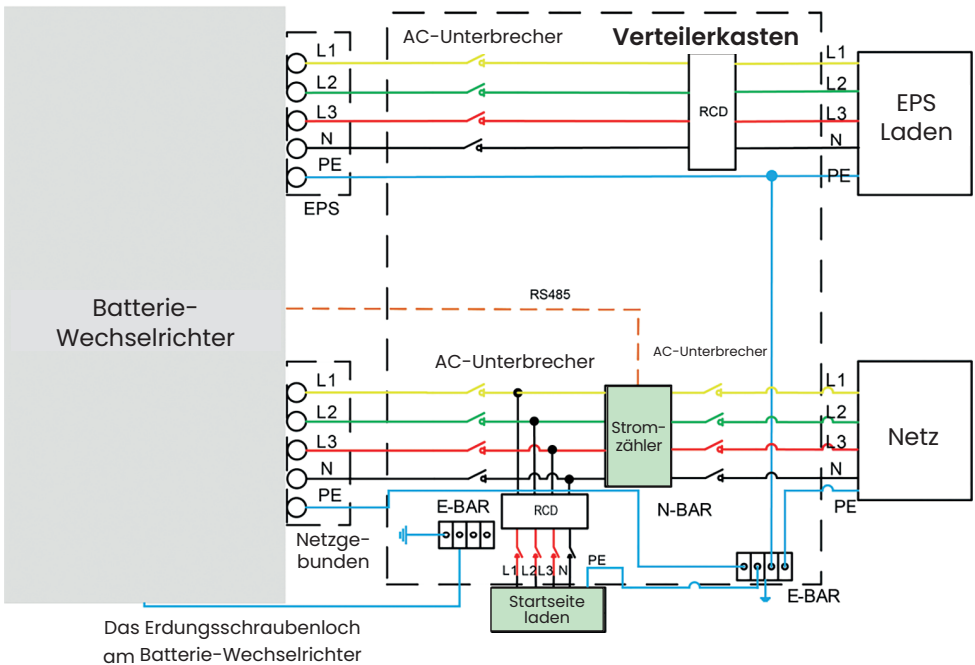 AC-Unterbrecher
Verteilerkasten
L1
L2
L3
N
PE
EPS
RCD
L1
L2
L3
N
PE
EPS
Laden
Batterie-
Wechselrichter
RS485
AC-Unterbrecher
AC-Unterbrecher
L1
L2
L3
N
PE
Netzge-
bunden
Strom-
zähler
L1
L2
L3
N
PE
Netz
E-BAR
RCD
N-BAR
L1 L2 L3 N
PE
E-BAR
Startseite
laden
Das Erdungsschraubenloch
am Batterie-Wechselrichter